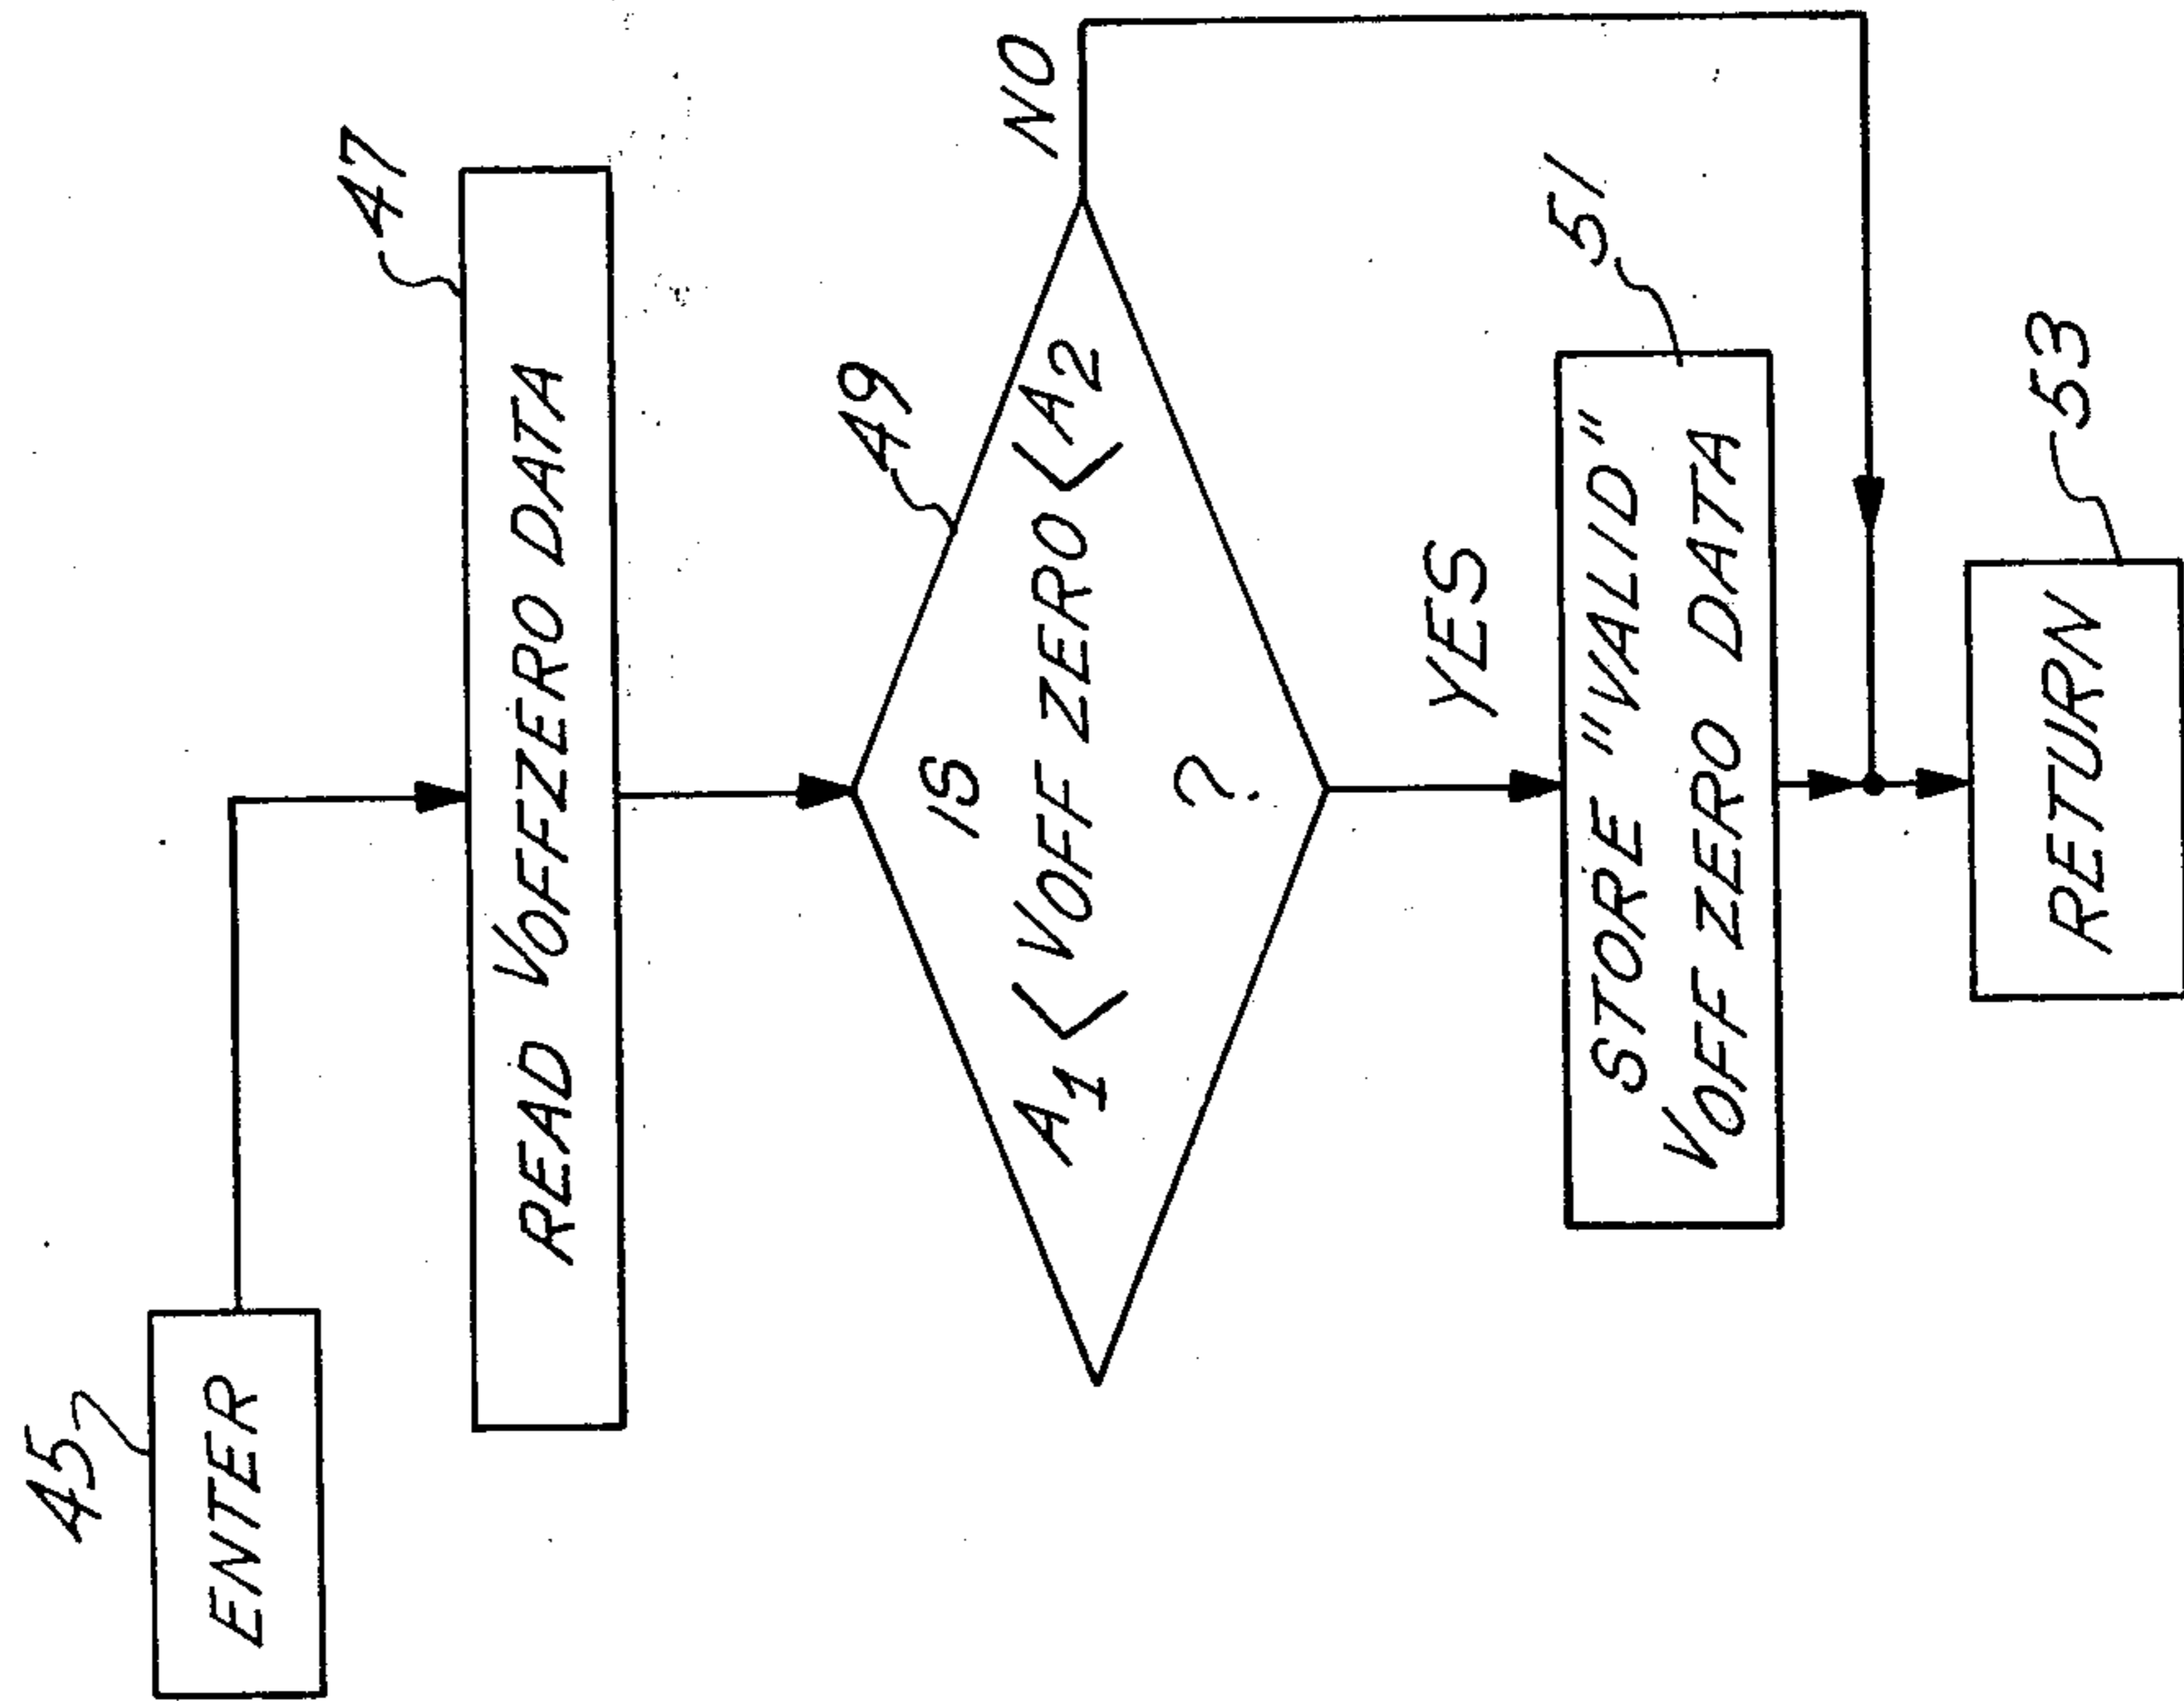 45
ENTER
47
READ VOFFZERO DATA
49
IS
A1 < VOFF ZERO < A2
?
NO
YES
51
STORE "VALID"
VOFF ZERO DATA
53
RETURN